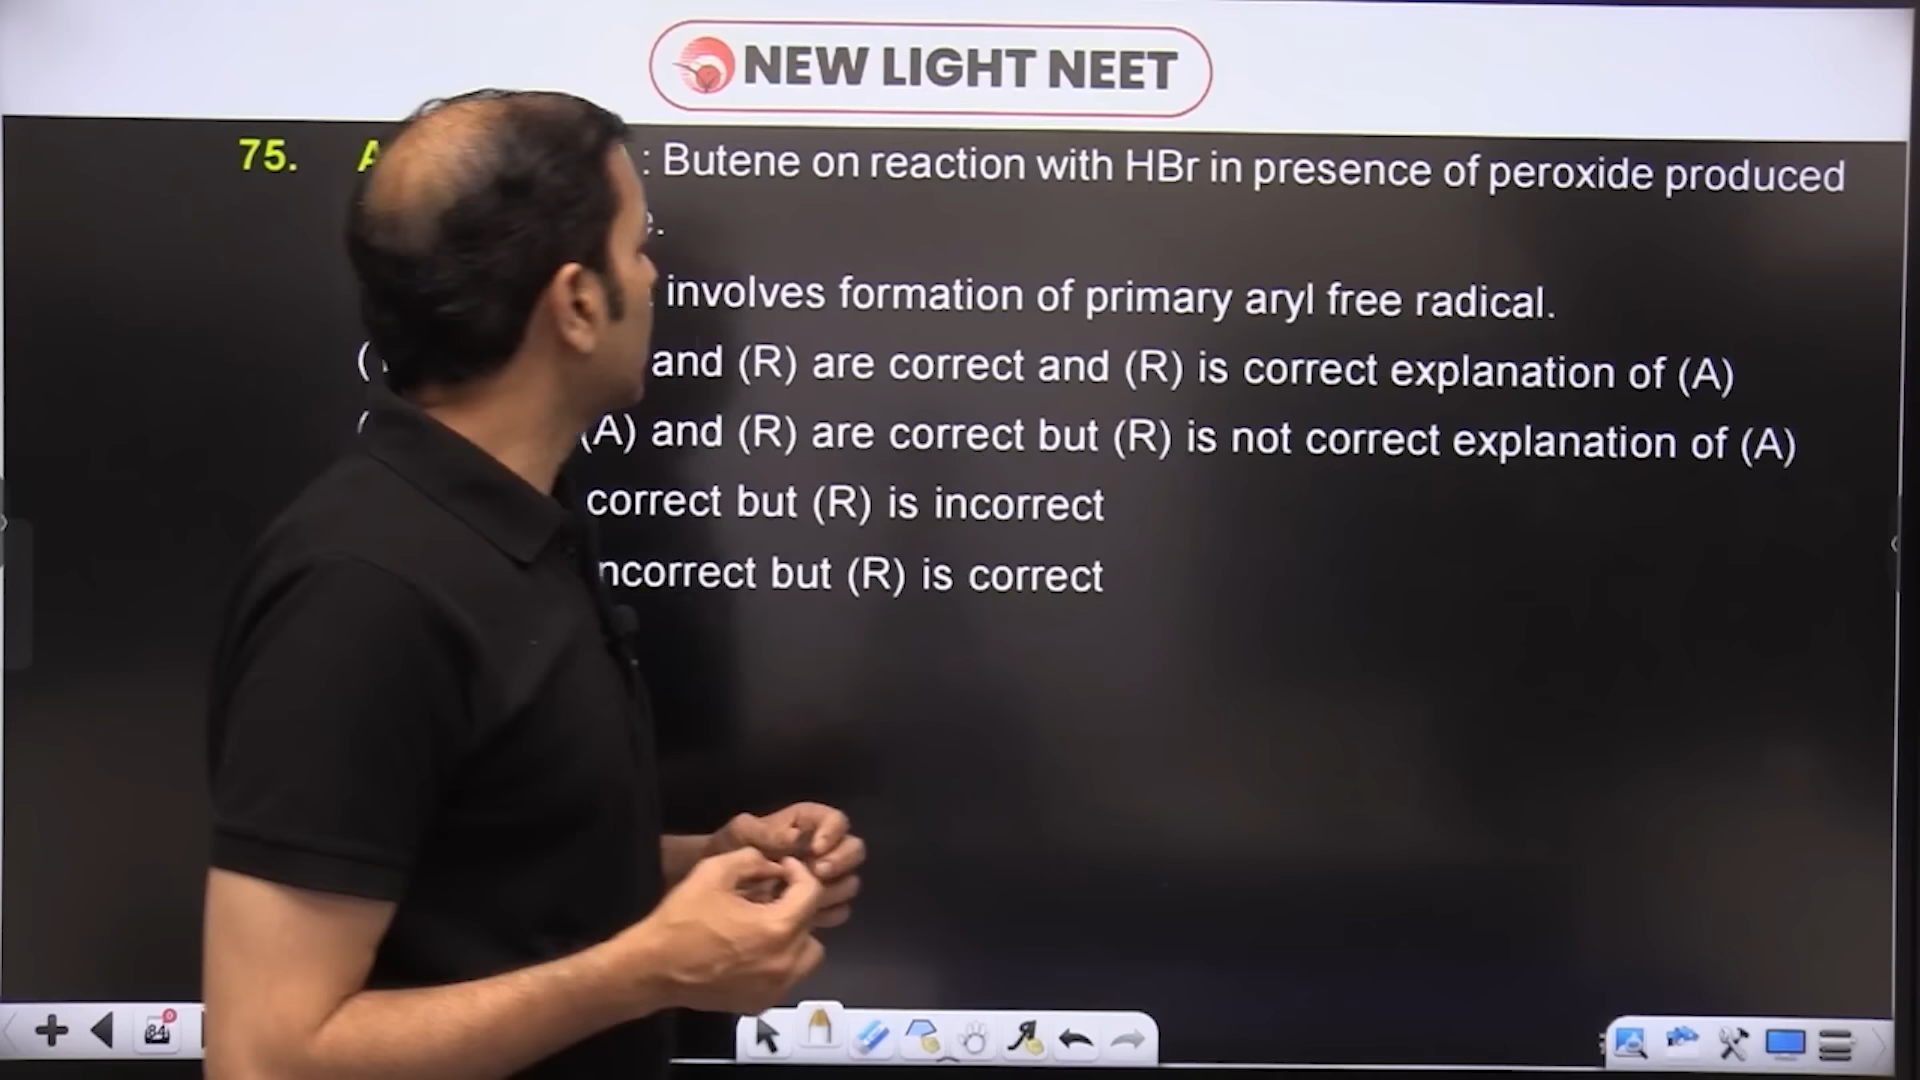 NEW LIGHT NEET
75. A : Butene on reaction with HBr in presence of peroxide produced
e.
: involves formation of primary aryl free radical.
( and (R) are correct and (R) is correct explanation of (A)
( (A) and (R) are correct but (R) is not correct explanation of (A)
correct but (R) is incorrect
ncorrect but (R) is correct
84
0